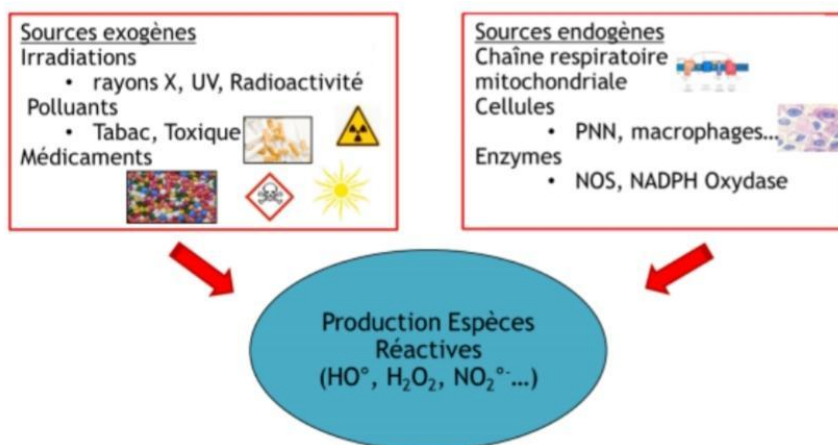 Sources exogènes
Irradiations
• rayons X, UV, Radioactivité
Polluants
• Tabac, Toxique
Médicaments
Sources endogènes
Chaîne respiratoire
mitochondriale
Cellules
• PNN, macrophages...
Enzymes
• NOS, NADPH Oxydase
Production Espèces
Réactives
(HO°, H₂O₂, NO₂°⁻...)